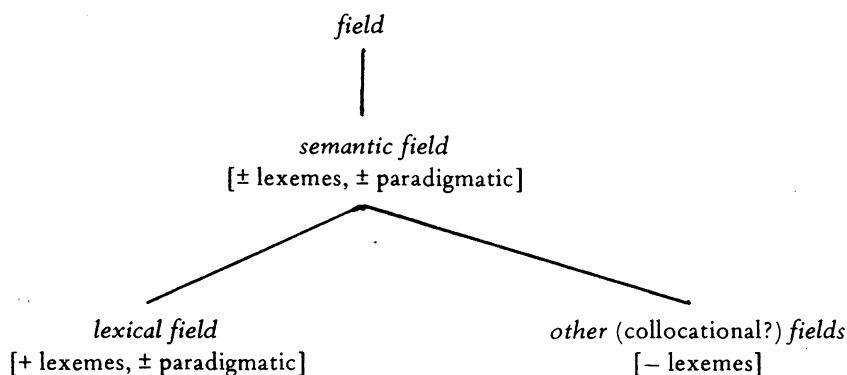 field
semantic field
[± lexemes, ± paradigmatic]
lexical field
other (collocational?) fields
[+ lexemes, ± paradigmatic]
[– lexemes]